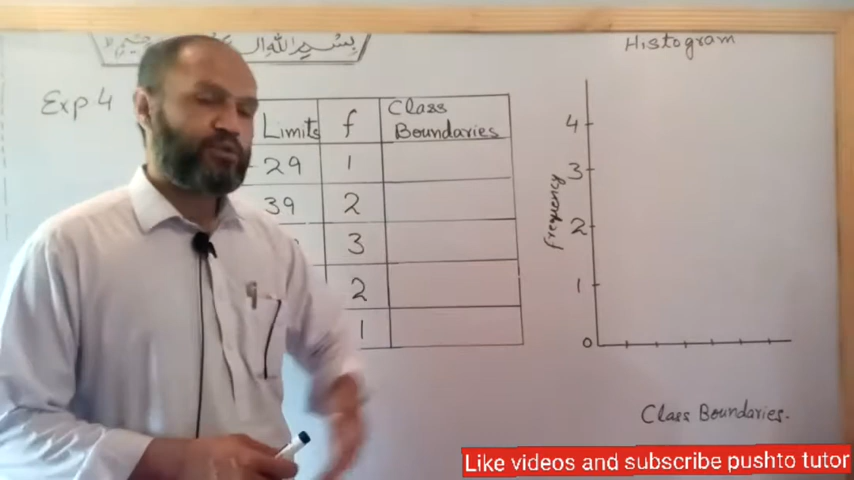 بِسْمِ اللّٰهِ
Histogram
Exp 4
Limits f Class Boundaries
29 1
39 2
3
2
1
4
3
2
1
0
frequency
Class Boundaries.
Like videos and subscribe pushto tutor